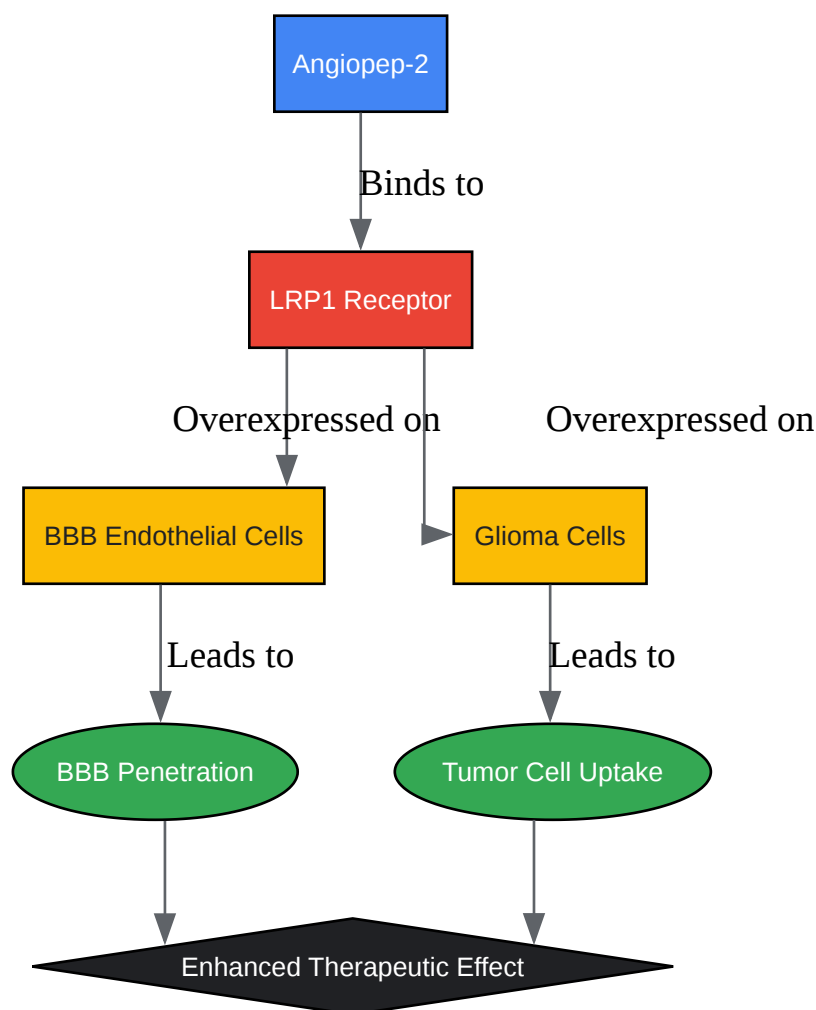 Angiopep-2
Binds to
LRP1 Receptor
Overexpressed on
Overexpressed on
BBB Endothelial Cells
Glioma Cells
Leads to
Leads to
BBB Penetration
Tumor Cell Uptake
Enhanced Therapeutic Effect